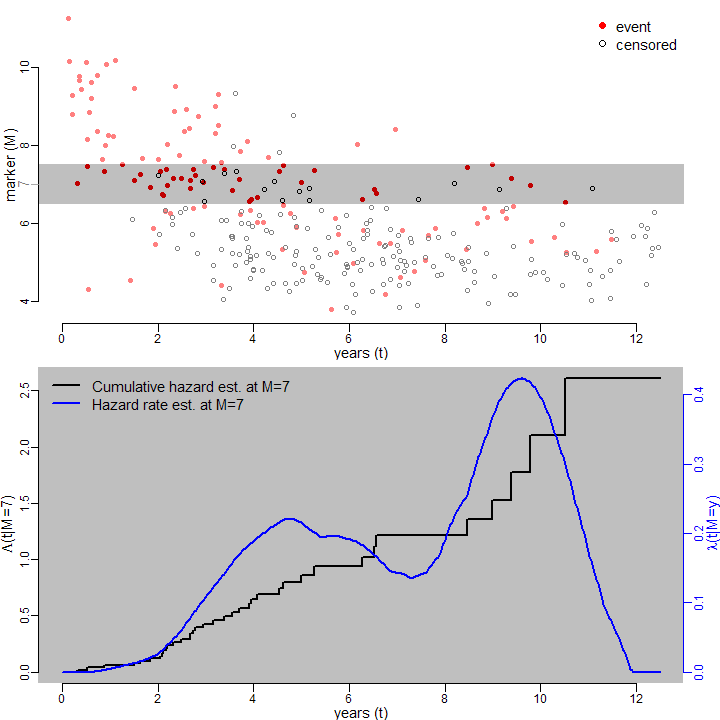 event
censored
marker (M)
10
8
7
6
4
0 2 4 6 8 10 12
years (t)
Cumulative hazard est. at M=7
Hazard rate est. at M=7
Λ(t|M=7)
2.5
2.0
1.5
1.0
0.5
0.0
λ(t|M=y)
0.4
0.3
0.2
0.1
0.0
0 2 4 6 8 10 12
years (t)